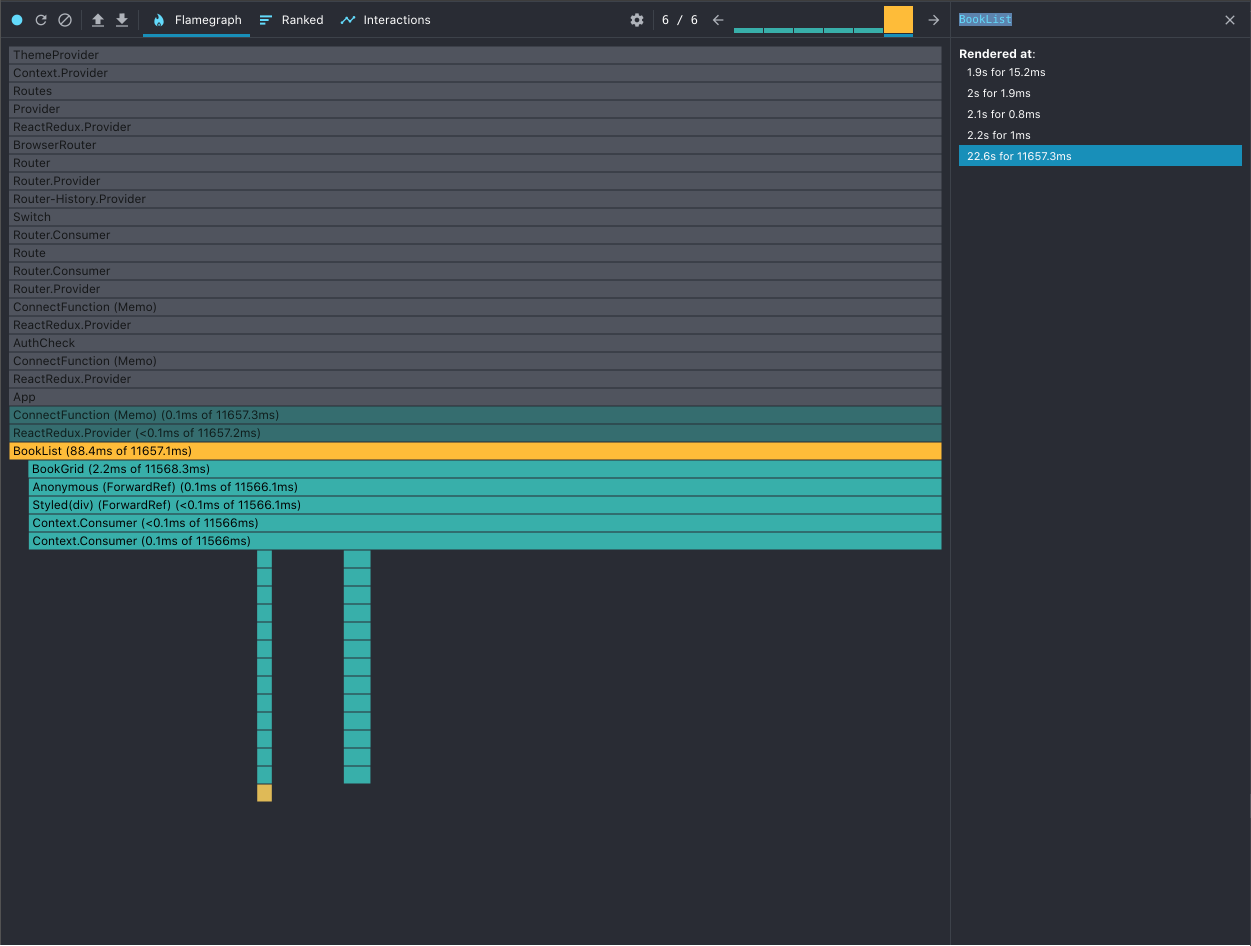 Flamegraph Ranked Interactions 6 / 6 BookList
Rendered at:
1.9s for 15.2ms
2s for 1.9ms
2.1s for 0.8ms
2.2s for 1ms
22.6s for 11657.3ms
ThemeProvider
Context.Provider
Routes
Provider
ReactRedux.Provider
BrowserRouter
Router
Router.Provider
Router-History.Provider
Switch
Router.Consumer
Route
Router.Consumer
Router.Provider
ConnectFunction (Memo)
ReactRedux.Provider
AuthCheck
ConnectFunction (Memo)
ReactRedux.Provider
App
ConnectFunction (Memo) (0.1ms of 11657.3ms)
ReactRedux.Provider (<0.1ms of 11657.2ms)
BookList (88.4ms of 11657.1ms)
BookGrid (2.2ms of 11568.3ms)
Anonymous (ForwardRef) (0.1ms of 11566.1ms)
Styled(div) (ForwardRef) (<0.1ms of 11566.1ms)
Context.Consumer (<0.1ms of 11566ms)
Context.Consumer (0.1ms of 11566ms)